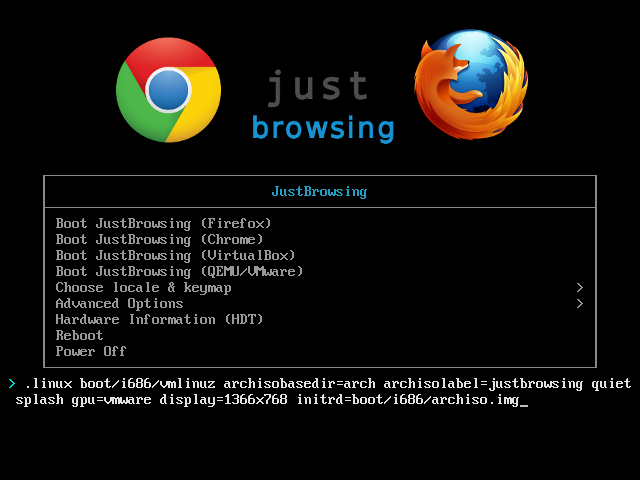 just
browsing
JustBrowsing
Boot JustBrowsing (Firefox)
Boot JustBrowsing (Chrome)
Boot JustBrowsing (VirtualBox)
Boot JustBrowsing (QEMU/VMware)
Choose locale & keymap >
Advanced Options >
Hardware Information (HDT)
Reboot
Power Off
> .linux boot/i686/vmlinuz archisobasedir=arch archisolabel=justbrowsing quiet
splash gpu=vmware display=1366x768 initrd=boot/i686/archiso.img_